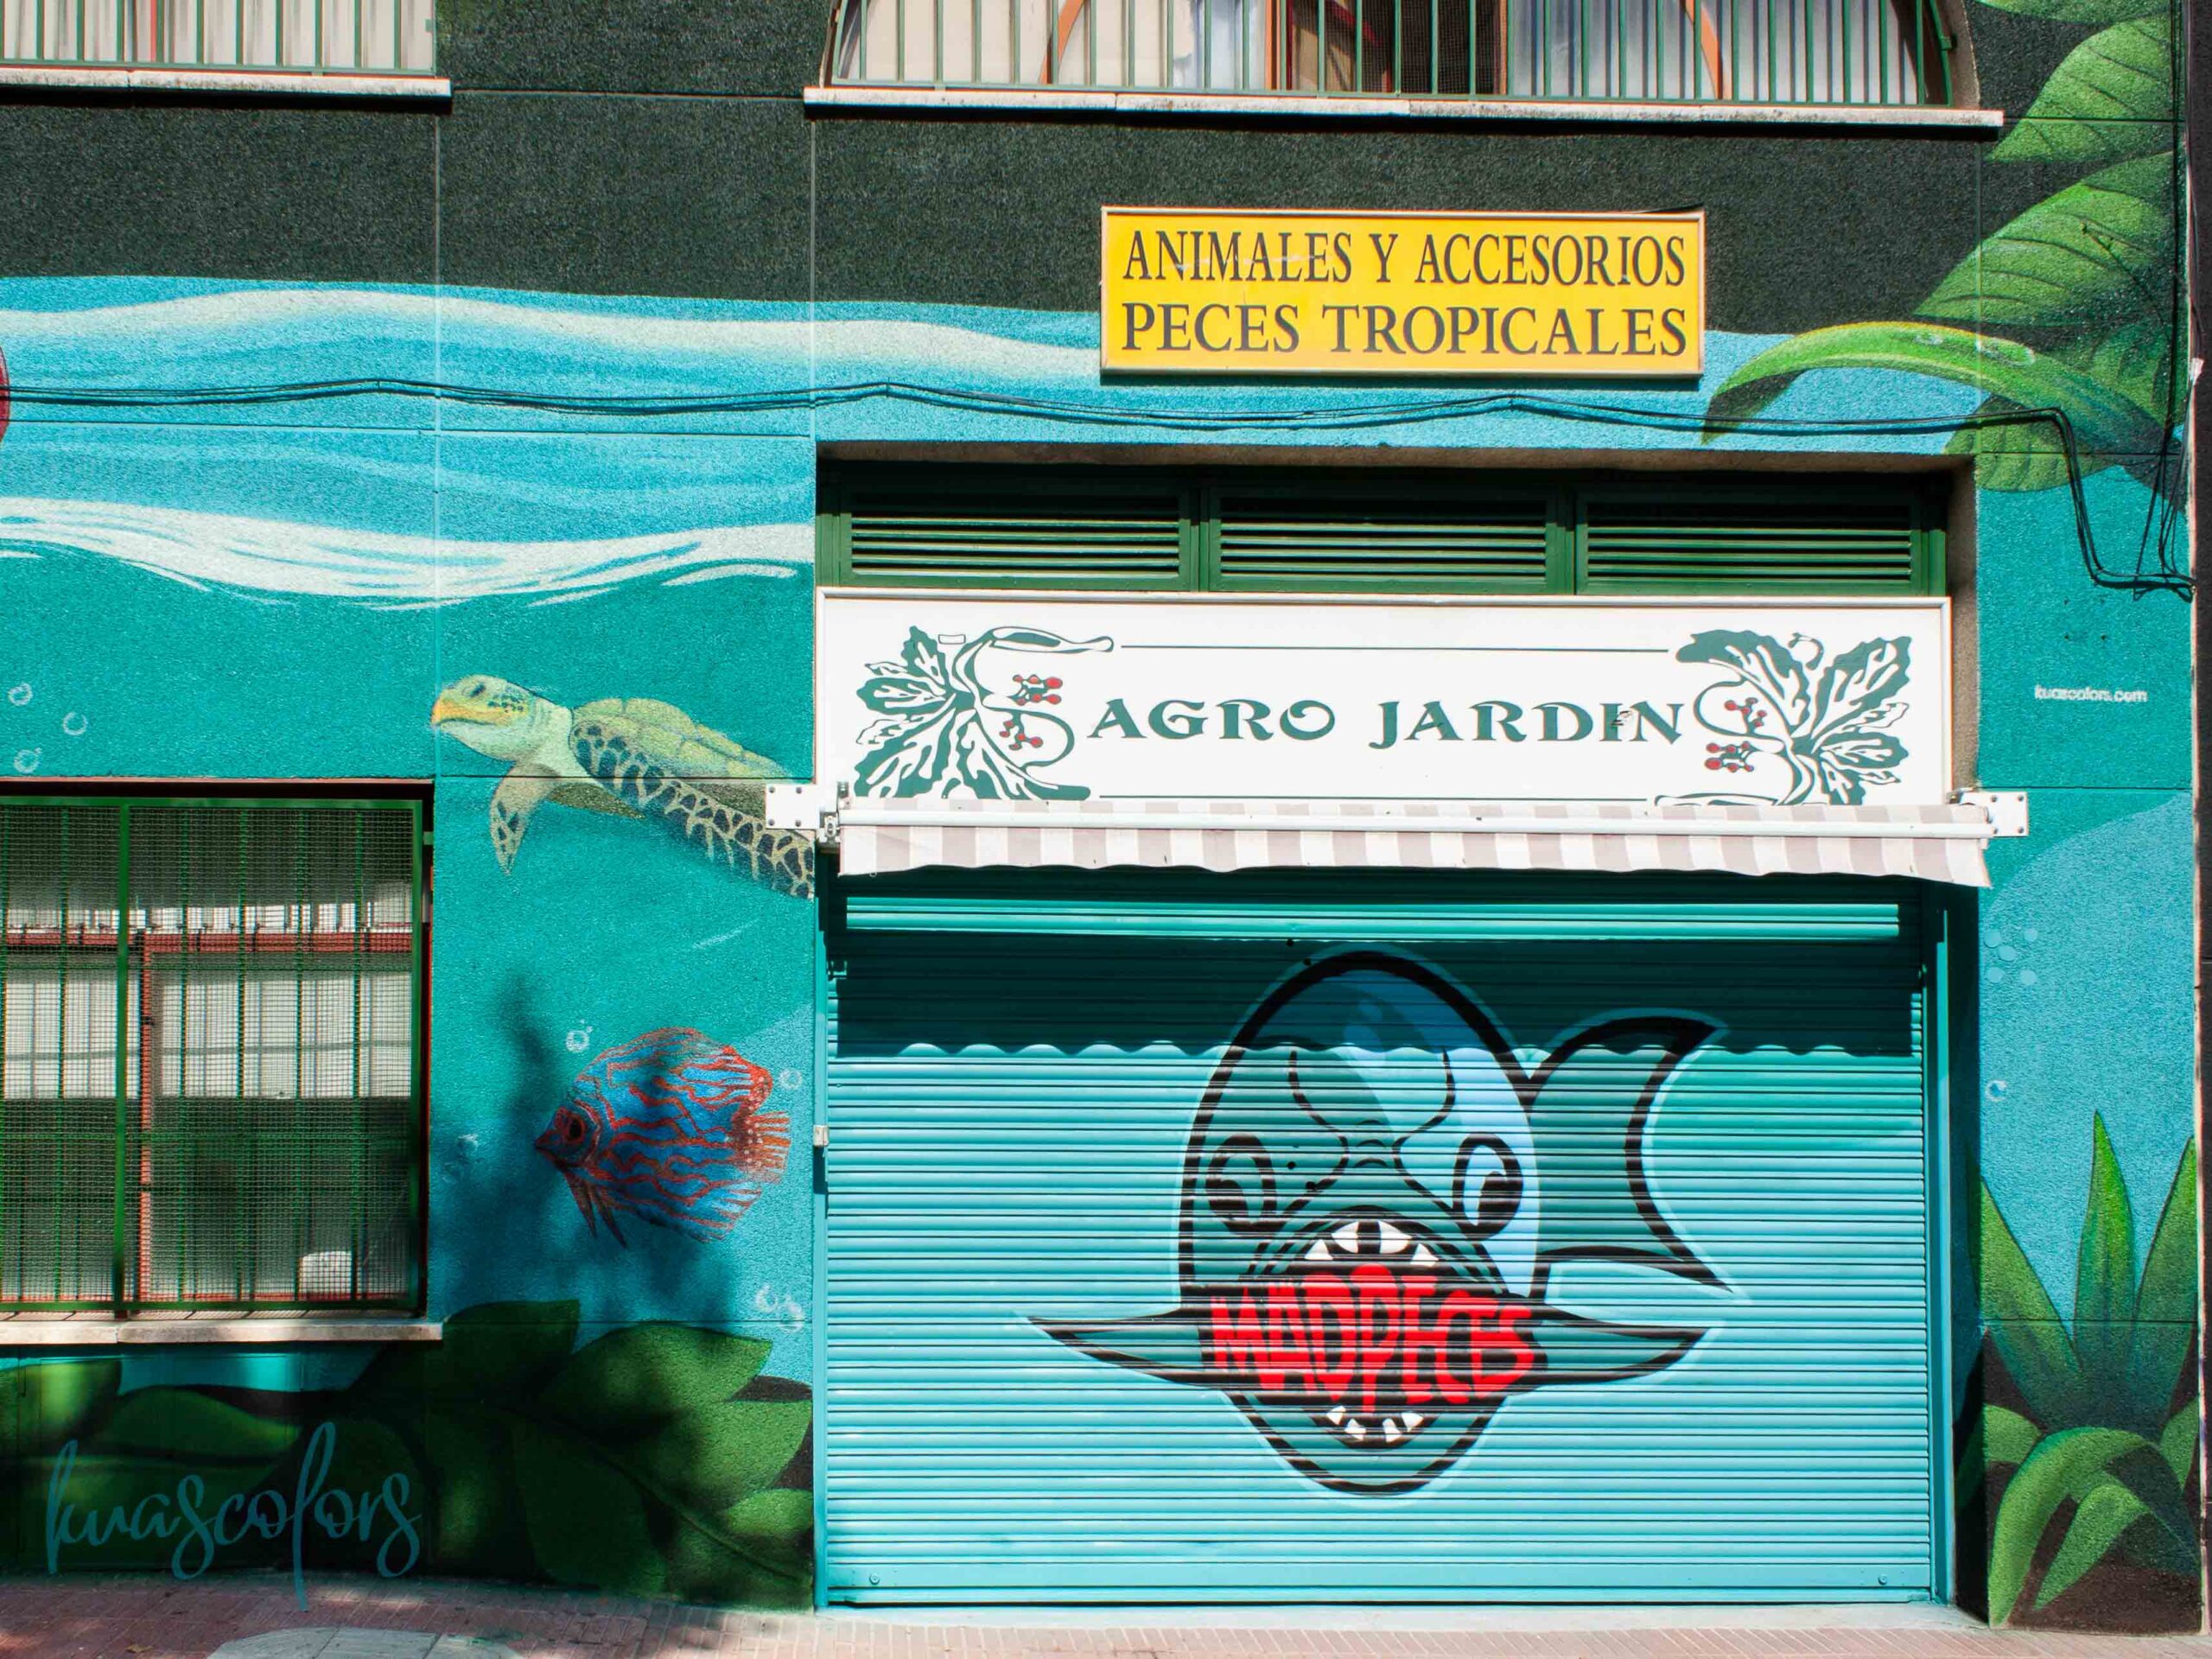 ANIMALES Y ACCESORIOS
PECES TROPICALES
AGRO JARDIN
kuascolors.com
MADPECES
kuascolors